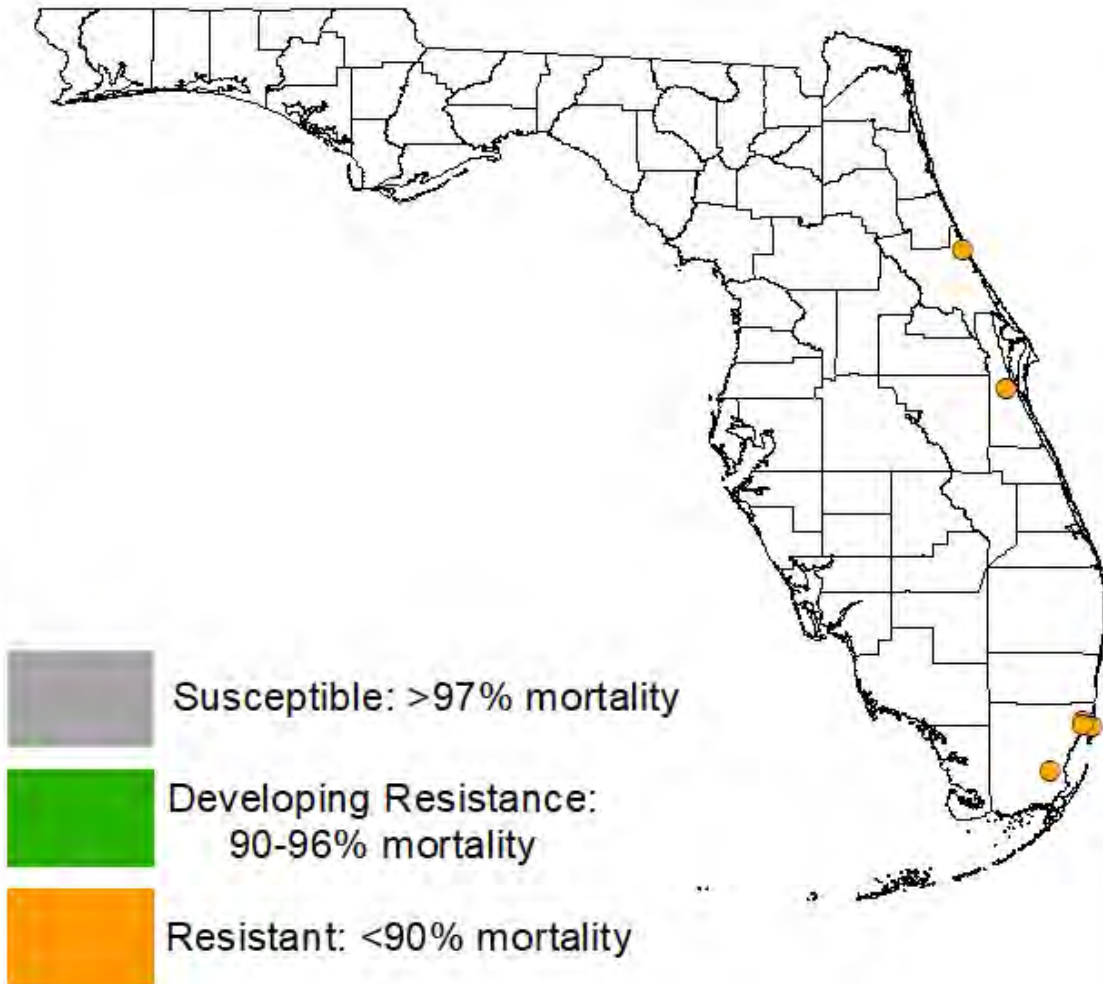 Susceptible: >97% mortality
Developing Resistance:
90-96% mortality
Resistant: <90% mortality